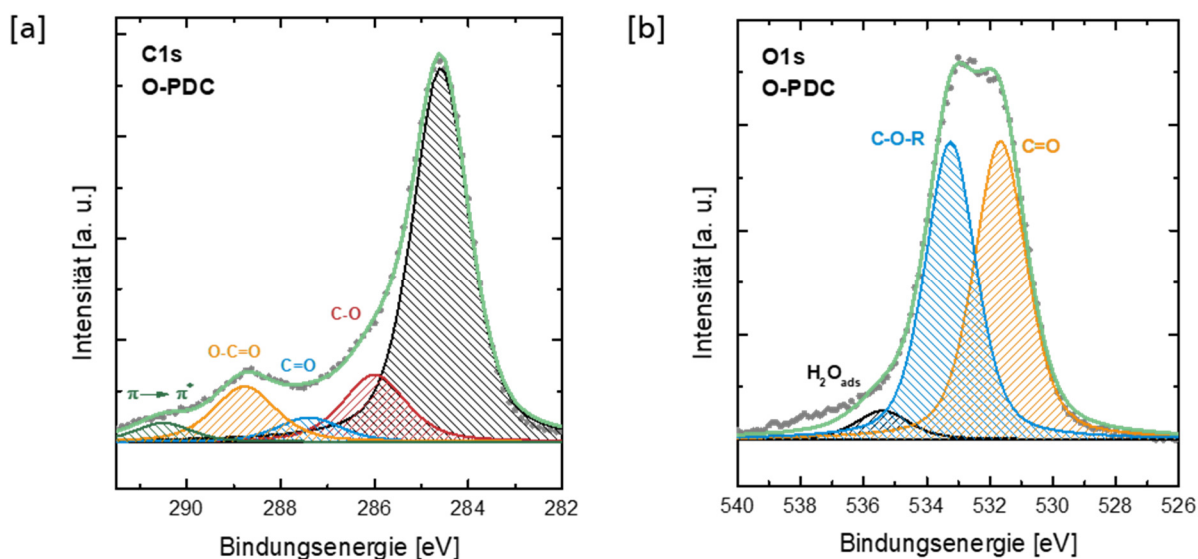 [a]
C1s
O-PDC
C-O
O-C=O
C=O
π→π*
Intensität [a. u.]
290
288
286
284
282
Bindungsenergie [eV]
[b]
O1s
O-PDC
C-O-R
C=O
H₂Oₐds
Intensität [a. u.]
540
538
536
534
532
530
528
526
Bindungsenergie [eV]